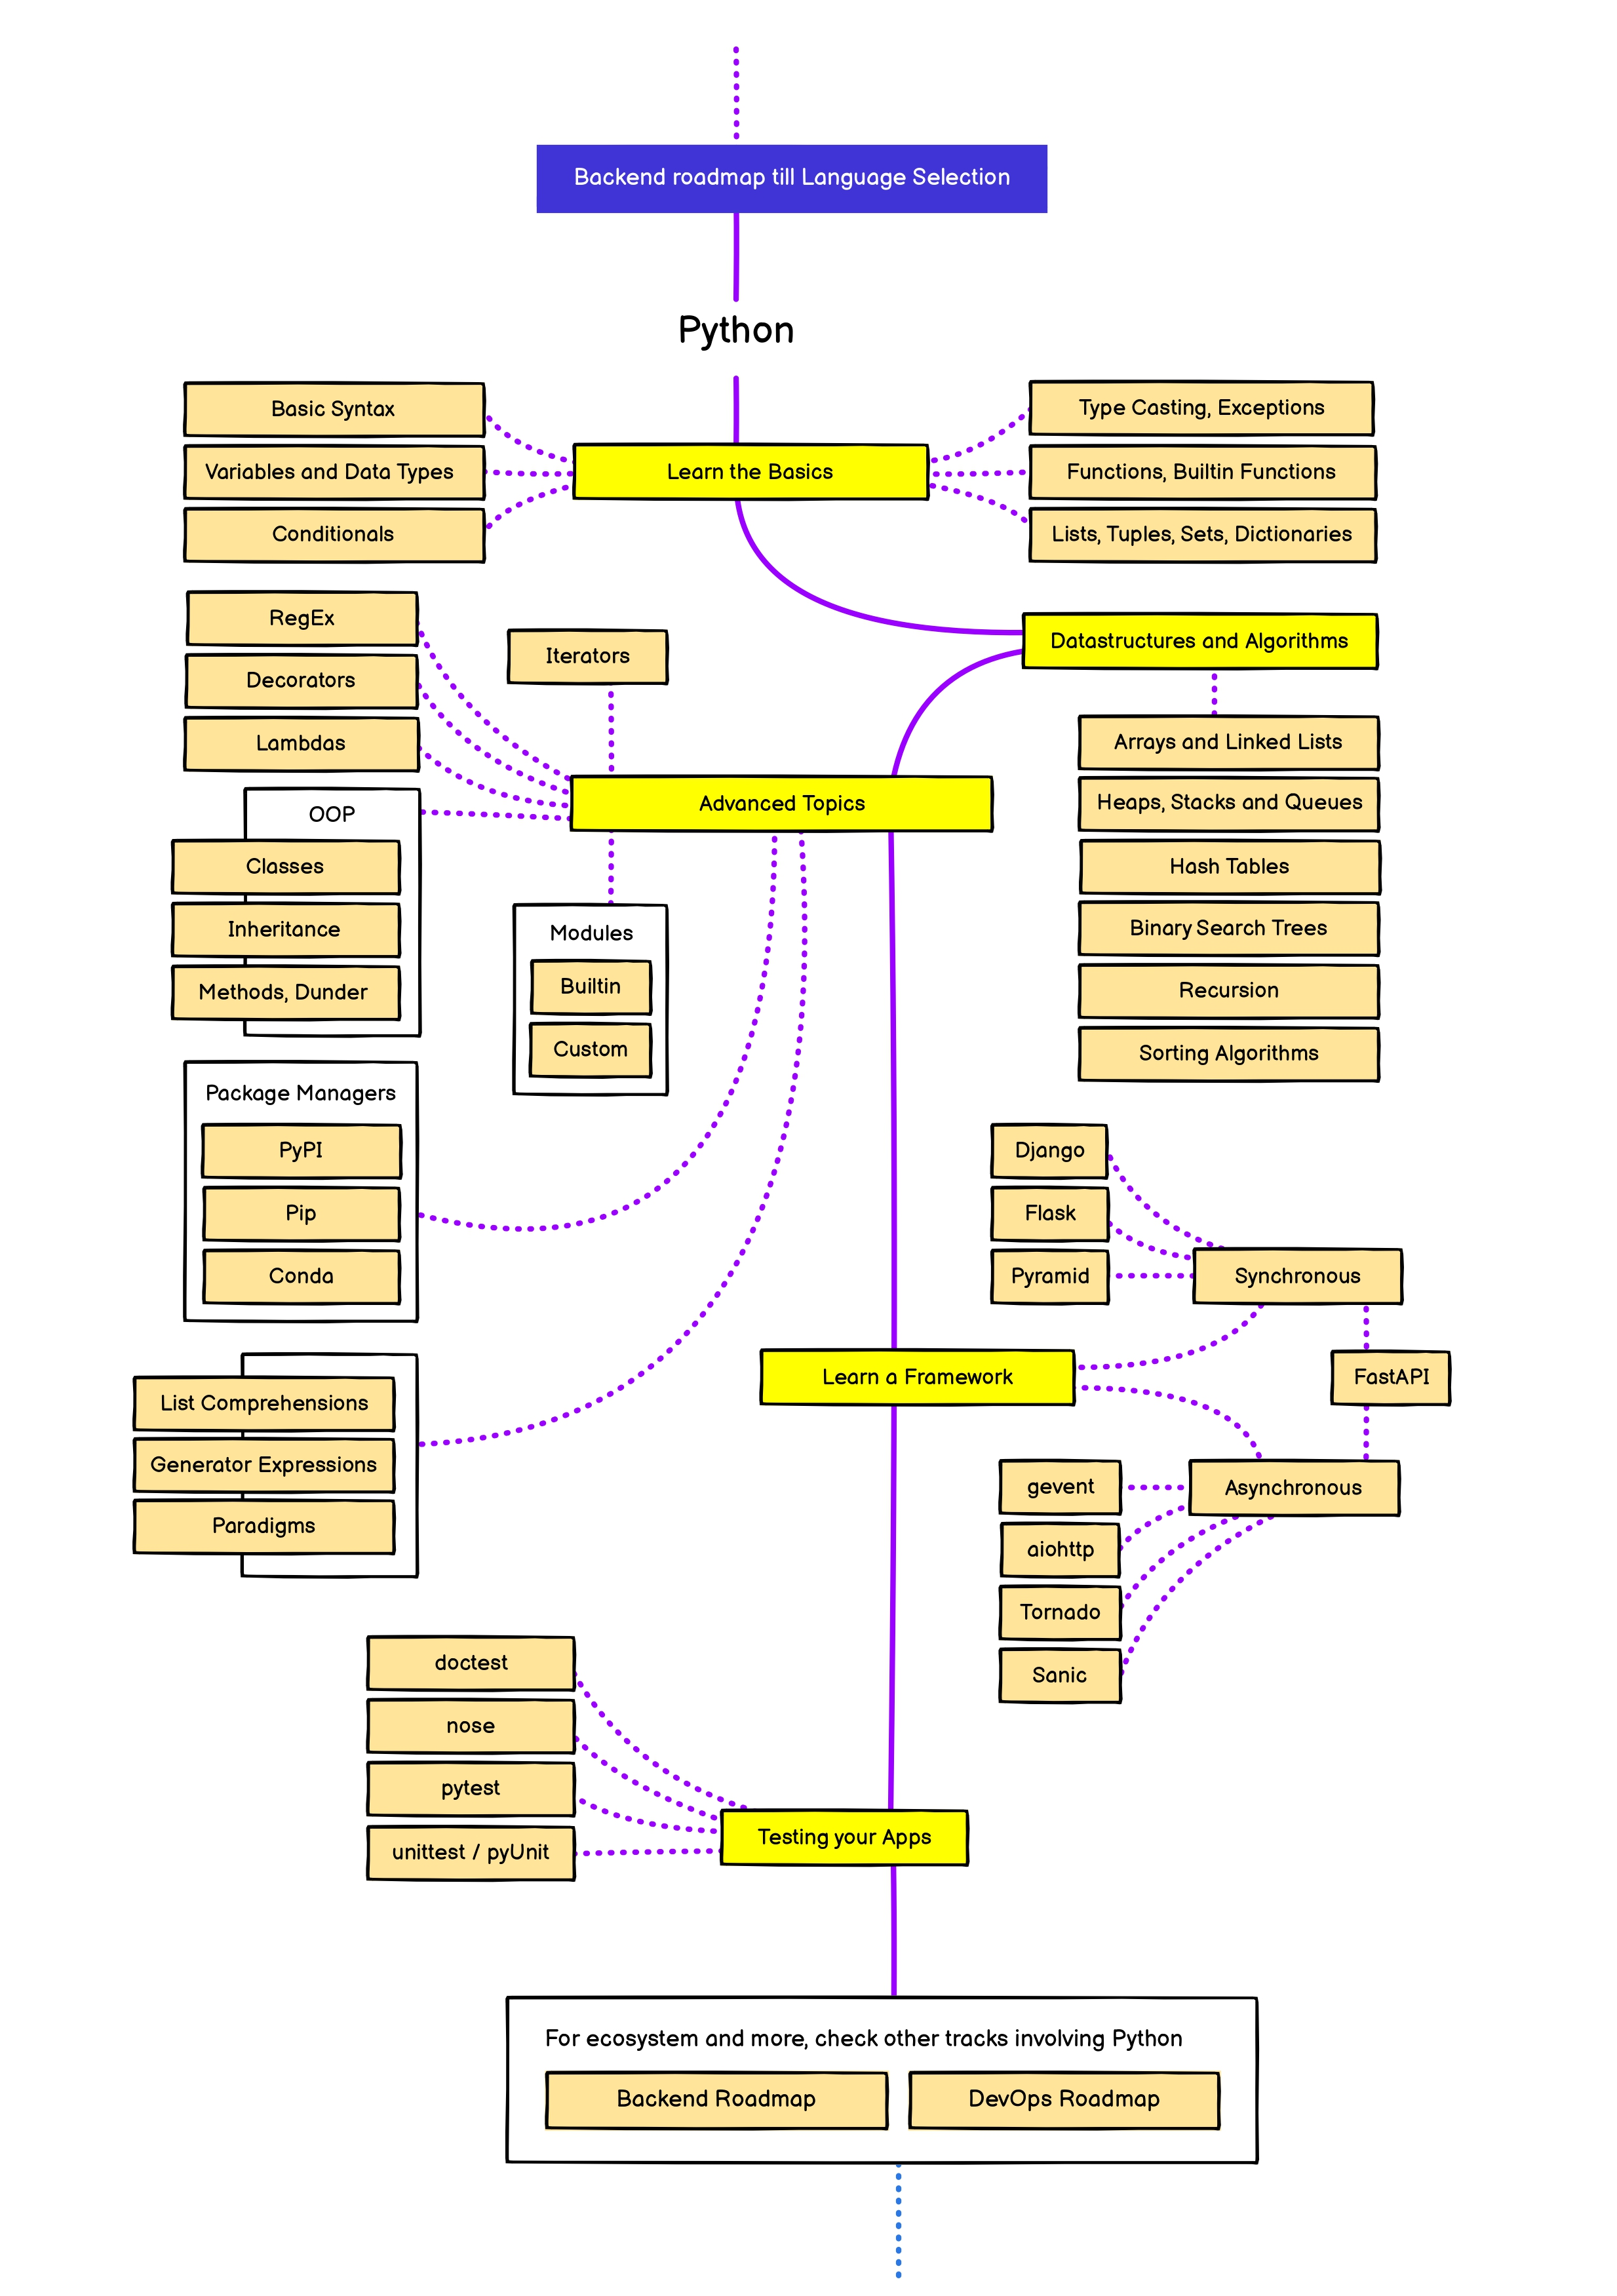 Backend roadmap till Language Selection
Python
Basic Syntax
Variables and Data Types
Conditionals
Learn the Basics
Type Casting, Exceptions
Functions, Builtin Functions
Lists, Tuples, Sets, Dictionaries
Datastructures and Algorithms
Arrays and Linked Lists
Heaps, Stacks and Queues
Hash Tables
Binary Search Trees
Recursion
Sorting Algorithms
RegEx
Decorators
Lambdas
Iterators
Advanced Topics
OOP
Classes
Inheritance
Methods, Dunder
Modules
Builtin
Custom
Package Managers
PyPI
Pip
Conda
List Comprehensions
Generator Expressions
Paradigms
Django
Flask
Pyramid
Synchronous
Learn a Framework
FastAPI
Asynchronous
gevent
aiohttp
Tornado
Sanic
doctest
nose
pytest
unittest / pyUnit
Testing your Apps
For ecosystem and more, check other tracks involving Python
Backend Roadmap
DevOps Roadmap